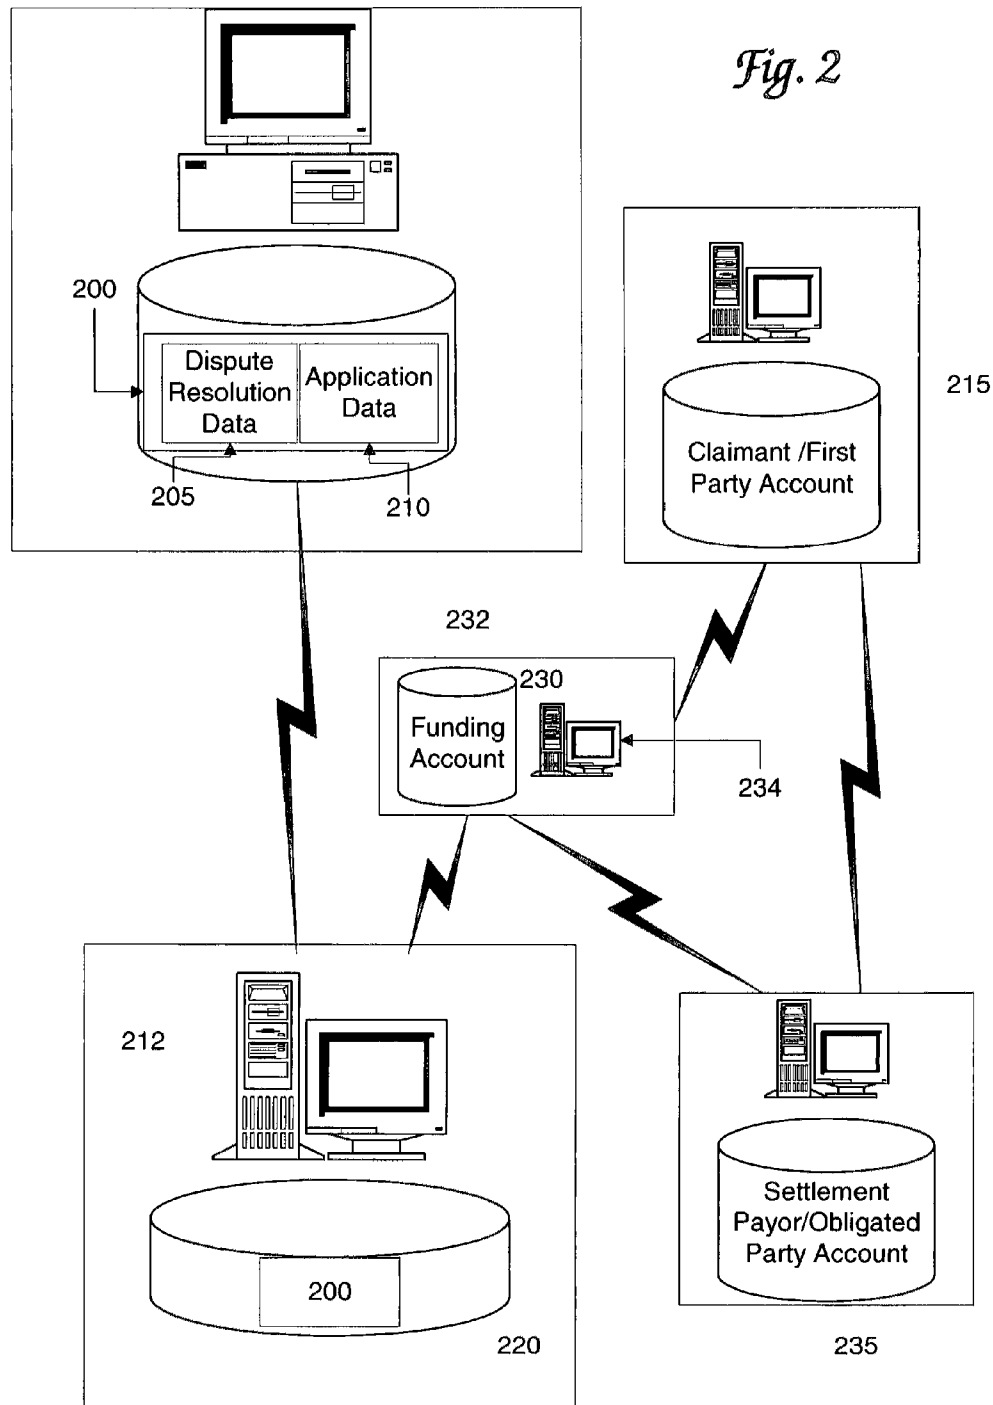 Fig. 2
200
Dispute
Resolution
Data
Application
Data
205
210
215
Claimant /First
Party Account
232
230
Funding
Account
234
212
200
220
Settlement
Payor/Obligated
Party Account
235